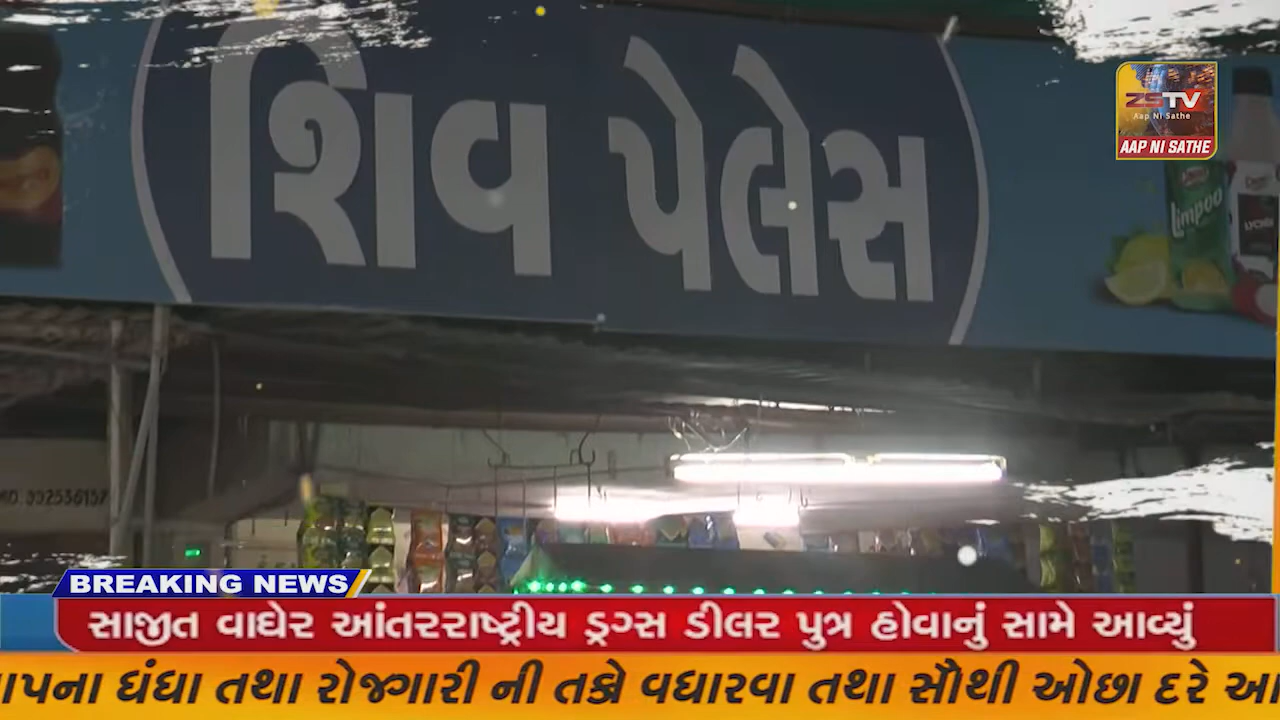 શિવ પેલેસ
ZSTV
Aap Ni Sathe
AAP NI SATHE
limpoo
LYCHEE
BREAKING NEWS
સાજીત વાઘેર આંતરરાષ્ટ્રીય ડ્રગ્સ ડીલર પુત્ર હોવાનું સામે આવ્યું
ધંધા તથા રોજગારી ની તકો વધારવા તથા સૌથી ઓછા દરે